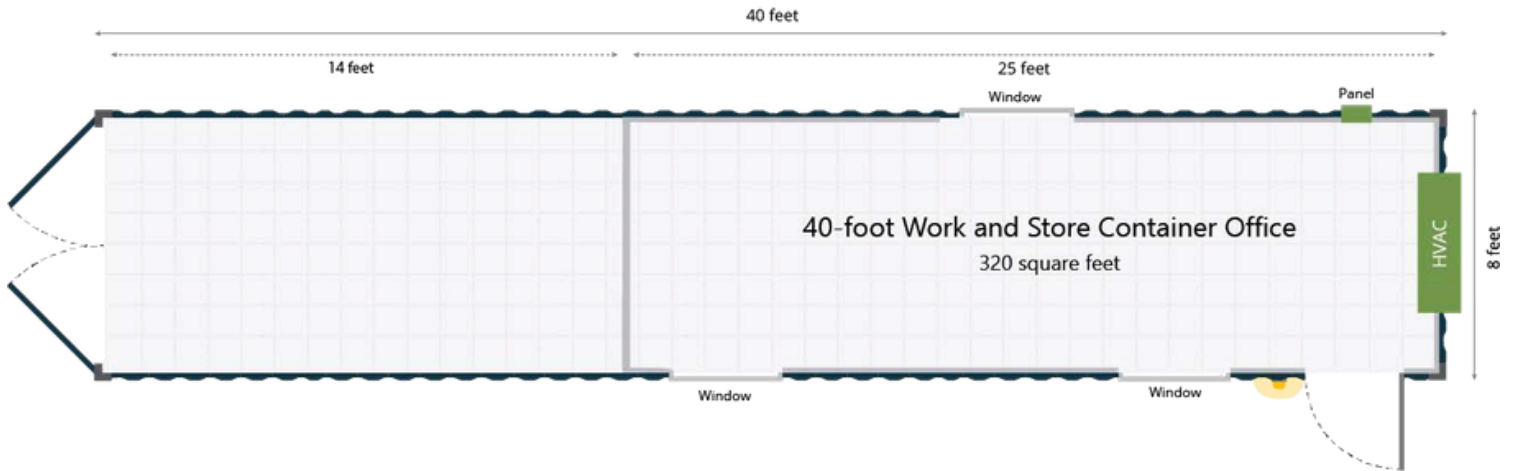 40 feet
14 feet
25 feet
Window
Panel
40-foot Work and Store Container Office
320 square feet
HVAC
8 feet
Window
Window